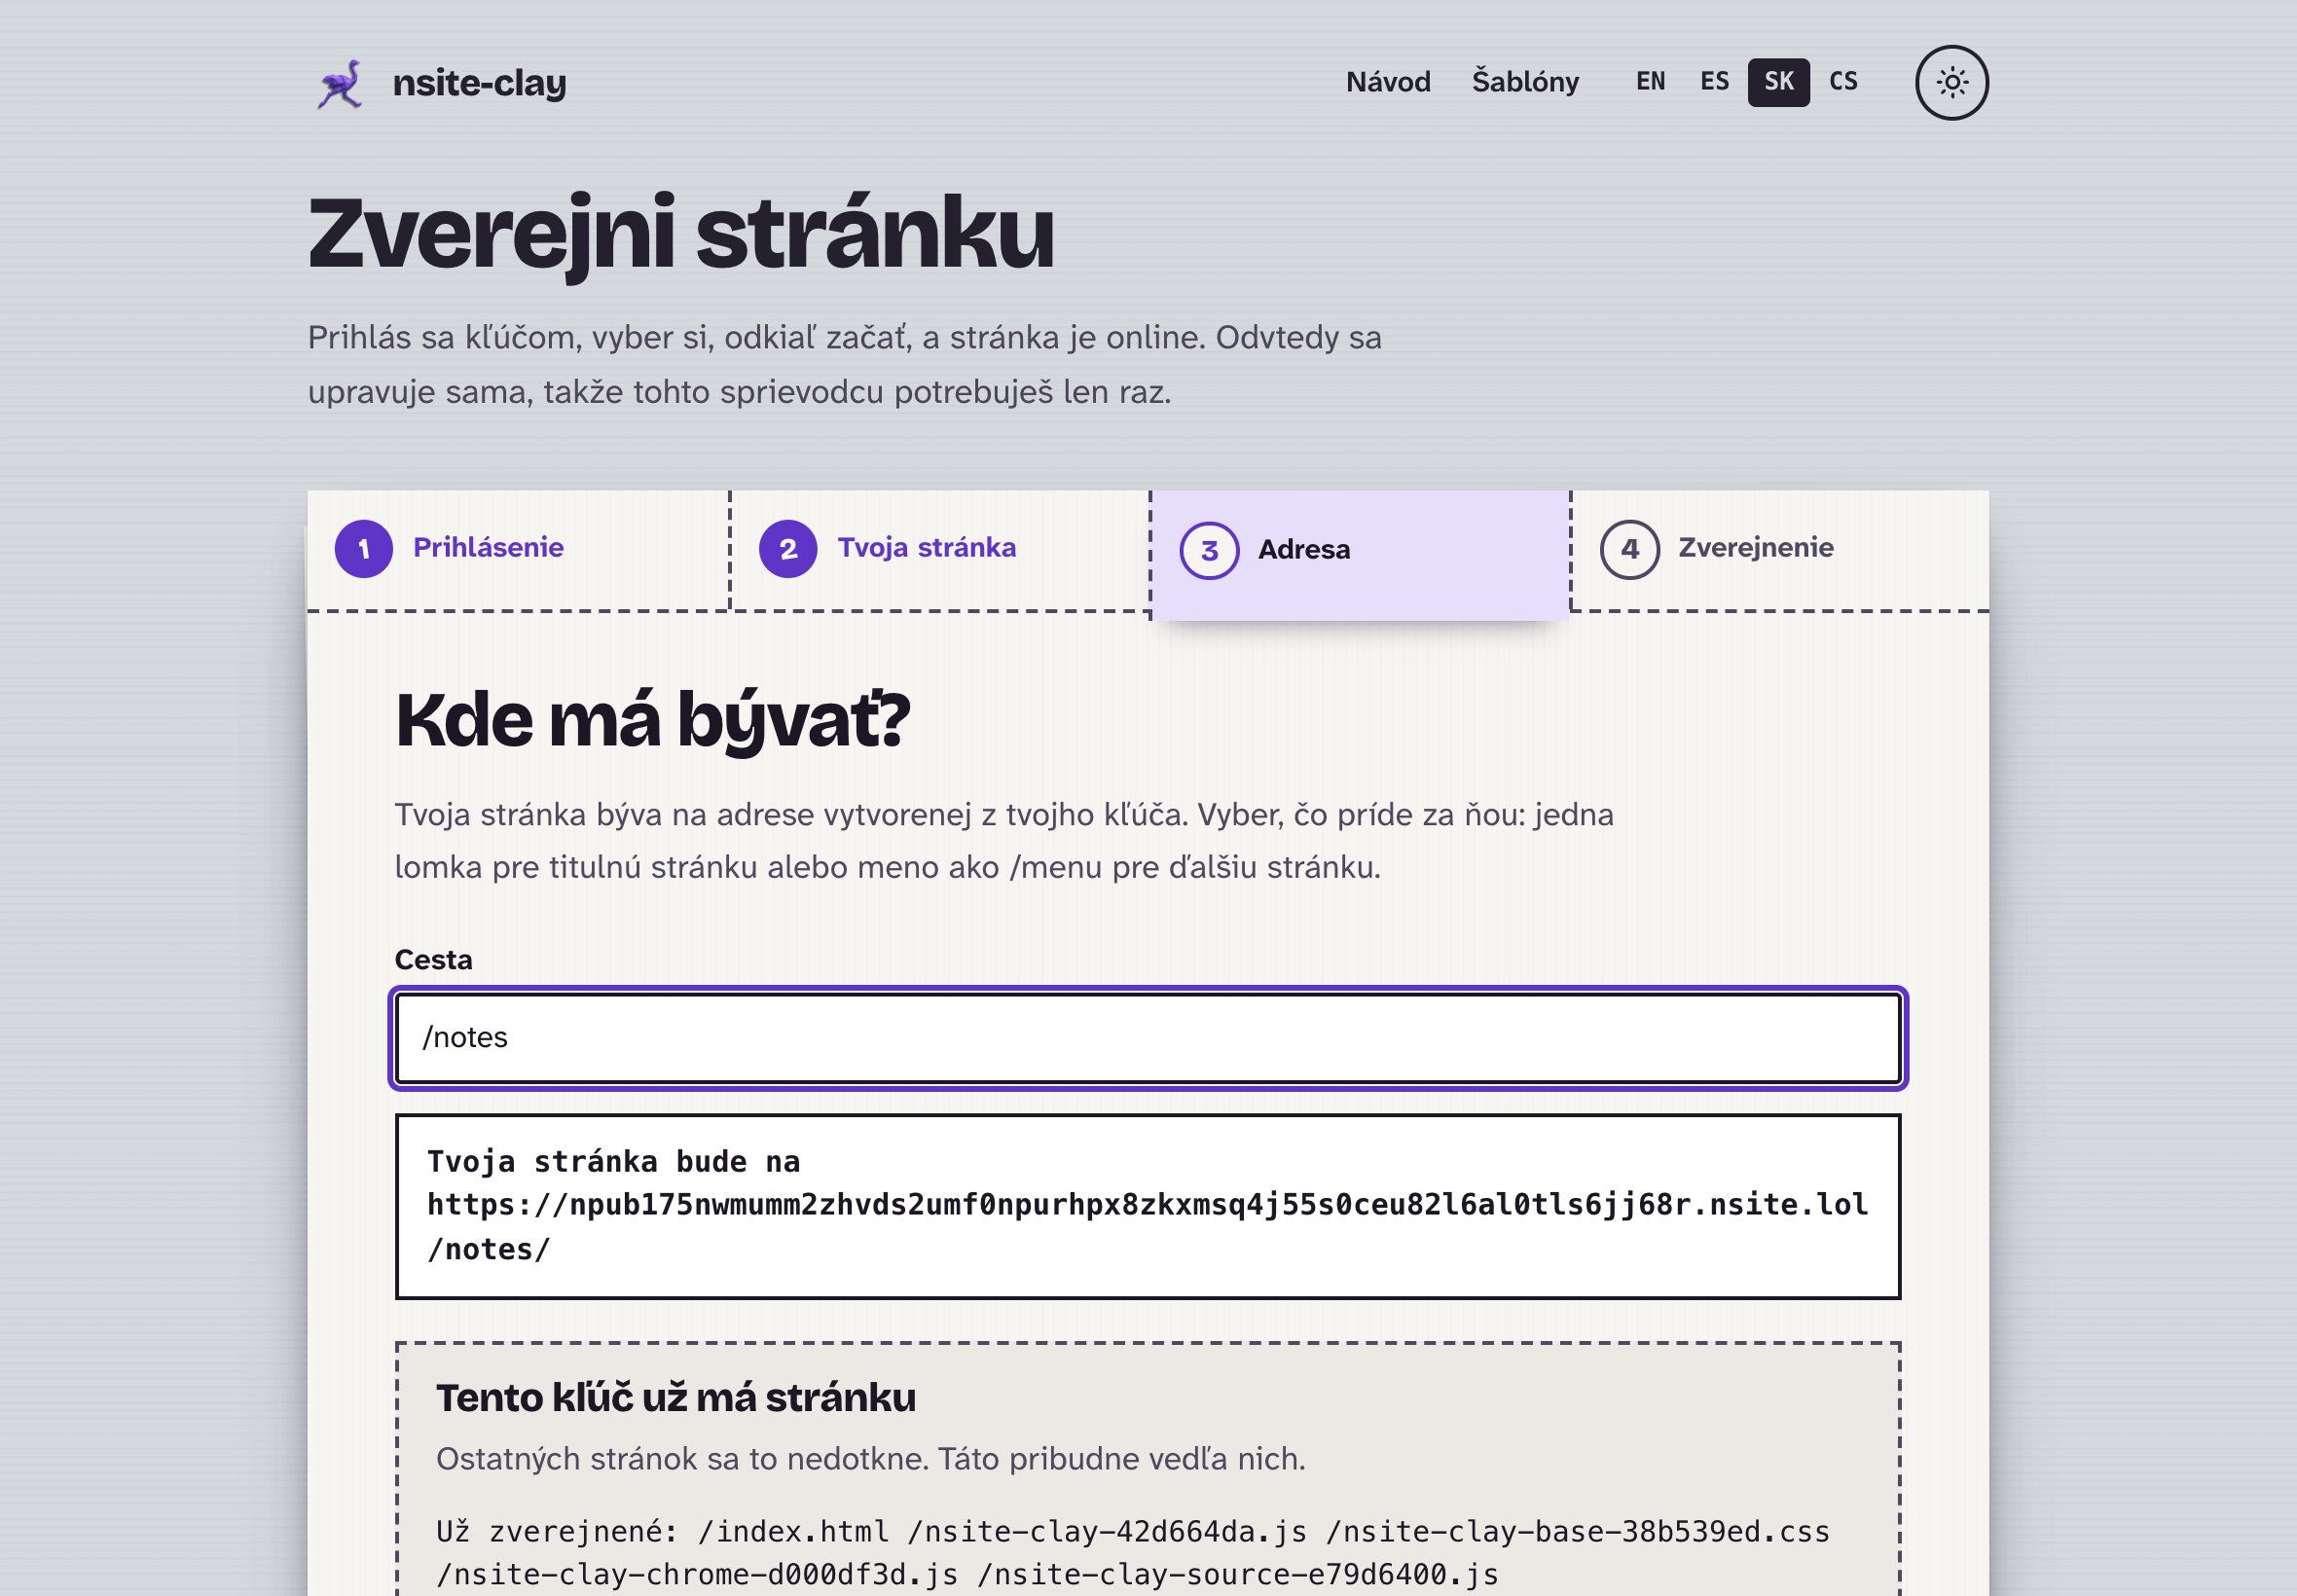 nsite-clay
Návod Šablóny EN ES SK CS
Zverejni stránku
Prihlás sa kľúčom, vyber si, odkiaľ začať, a stránka je online. Odvtedy sa
upravuje sama, takže tohto sprievodcu potrebuješ len raz.
1 Prihlásenie
2 Tvoja stránka
3 Adresa
4 Zverejnenie
Kde má bývať?
Tvoja stránka býva na adrese vytvorenej z tvojho kľúča. Vyber, čo príde za ňou: jedna
lomka pre titulnú stránku alebo meno ako /menu pre ďalšiu stránku.
Cesta
/notes
Tvoja stránka bude na
https://npub175nwmumm2zhvds2umf0npurhpx8zkxmsq4j55s0ceu82l6al0tls6jj68r.nsite.lol
/notes/
Tento kľúč už má stránku
Ostatných stránok sa to nedotkne. Táto pribudne vedľa nich.
Už zverejnené: /index.html /nsite-clay-42d664da.js /nsite-clay-base-38b539ed.css
/nsite-clay-chrome-d000df3d.js /nsite-clay-source-e79d6400.js